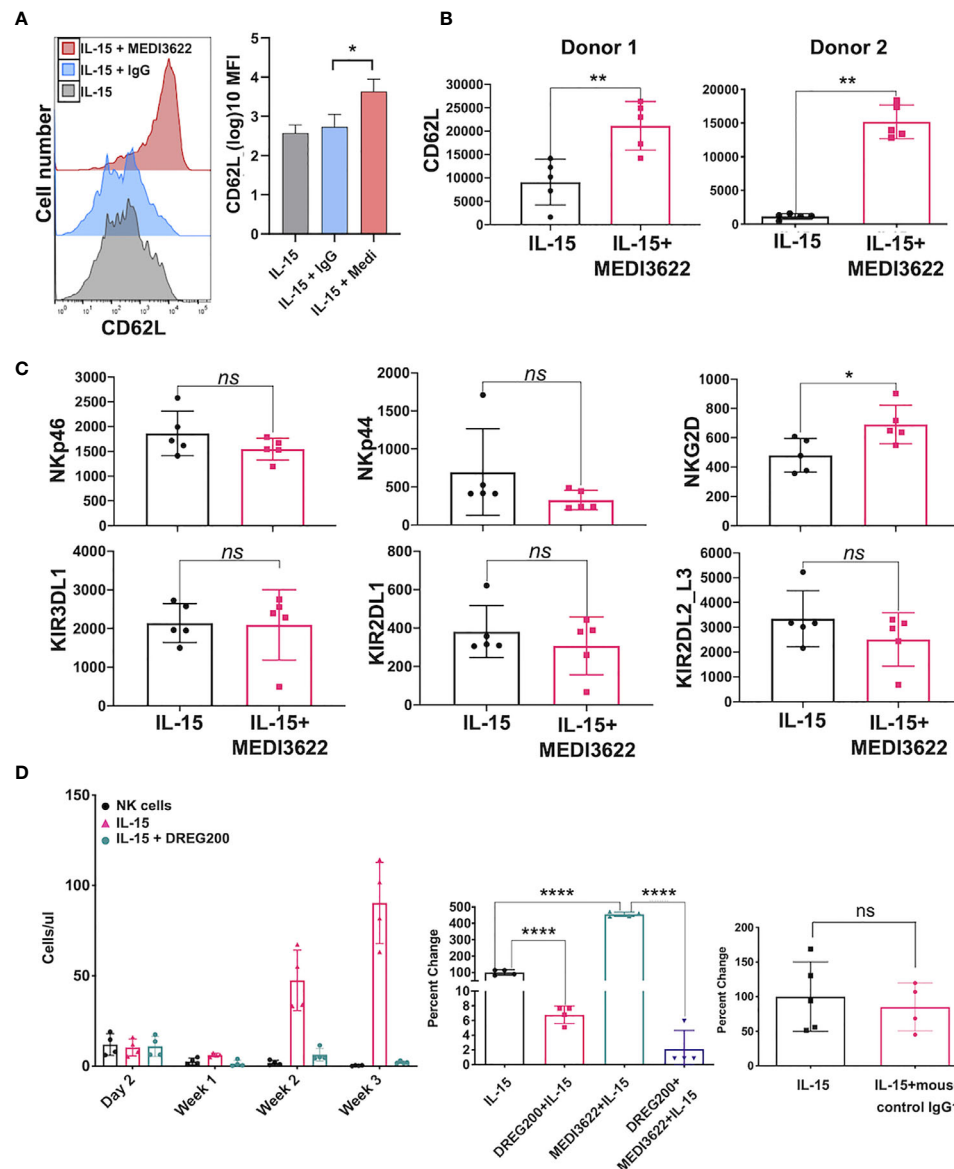 A
IL-15 + MEDI3622
IL-15 + IgG
IL-15
Cell number
10⁰ 10² 10³ 10⁴ 10⁵
CD62L
*
CD62L (log)10 MFI
5
4
3
2
1
0
IL-15
IL-15 + IgG
IL-15 + Medi
B
Donor 1
Donor 2
CD62L
**
30000
25000
20000
15000
10000
5000
0
IL-15
IL-15+
MEDI3622
**
20000
15000
10000
5000
0
IL-15
IL-15+
MEDI3622
C
NKp46
ns
3000
2500
2000
1500
1000
500
0
NKp44
ns
2000
1500
1000
500
0
NKG2D
*
1000
800
600
400
200
0
KIR3DL1
ns
4000
3000
2000
1000
0
IL-15
IL-15+
MEDI3622
KIR2DL1
ns
800
600
400
200
0
IL-15
IL-15+
MEDI3622
KIR2DL2_L3
ns
6000
5000
4000
3000
2000
1000
0
IL-15
IL-15+
MEDI3622
D
NK cells
IL-15
IL-15 + DREG200
Cells/ul
150
100
50
0
Day 2
Week 1
Week 2
Week 3
Percent Change
**** ****
****
500
400
300
200
100
8
6
4
2
0
IL-15
DREG200+IL-15
MEDI3622+IL-15
DREG200+
MEDI3622+IL-15
Percent Change
ns
200
150
100
50
0
IL-15
IL-15+mous
control IgG